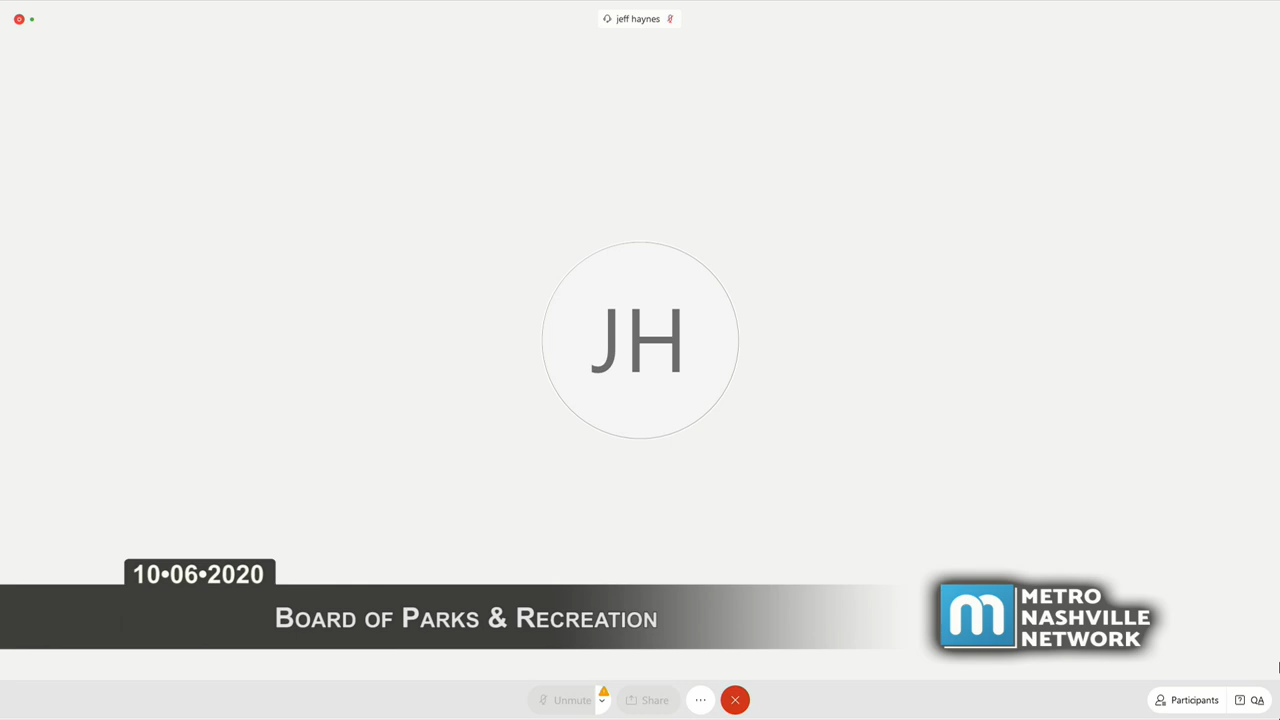 jeff haynes
JH
10•06•2020
BOARD OF PARKS & RECREATION
m
METRO
NASHVILLE
NETWORK
Unmute
Share
Participants
QA